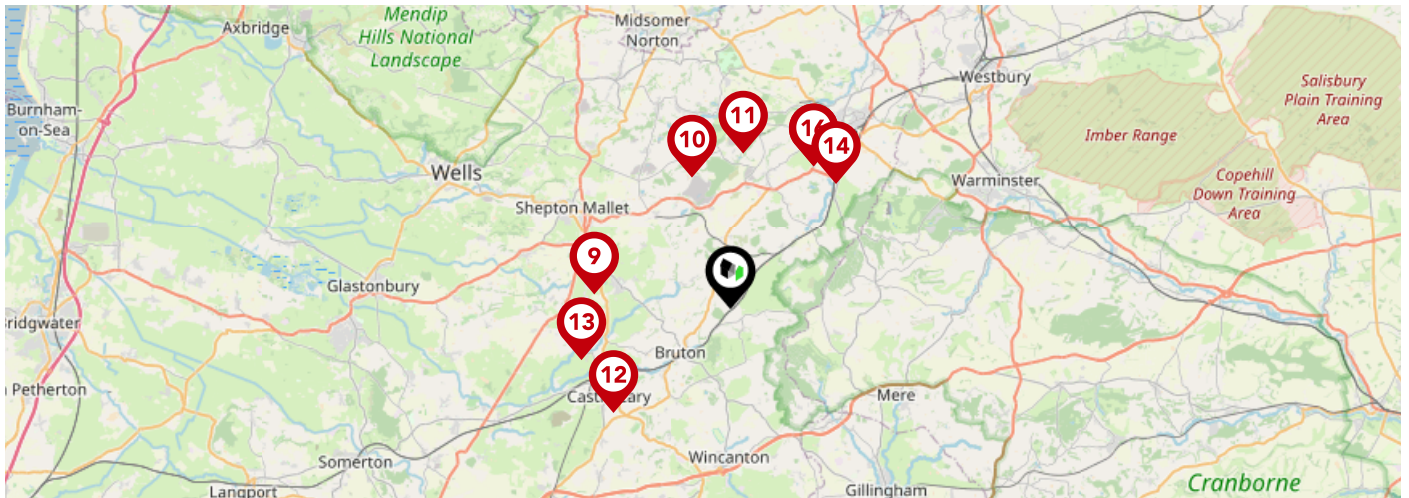 Axbridge
Mendip
Hills National
Landscape
Midsomer
Norton
Westbury
Salisbury
Plain Training
Area
Burnham-
on-Sea
11
10
14
Imber Range
Wells
Warminster
Copehill
Down Training
Area
Shepton Mallet
9
Glastonbury
13
ridgwater
Bruton
12
Petherton
Mere
Somerton
Wincanton
Langport
Gillingham
Cranborne